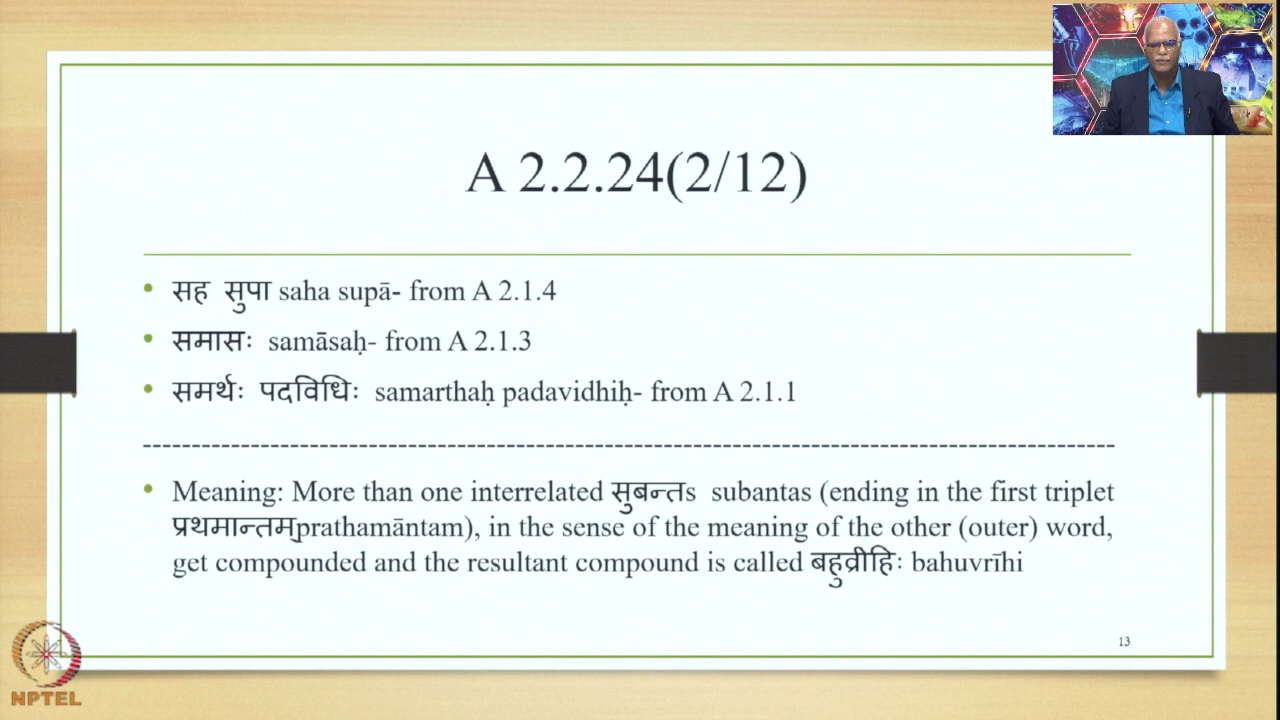 A 2.2.24(2/12)
सह सुपा saha supā- from A 2.1.4
समासः samāsaḥ- from A 2.1.3
समर्थः पदविधिः samarthaḥ padavidhiḥ- from A 2.1.1
Meaning: More than one interrelated सुबन्तs subantas (ending in the first triplet
प्रथमान्तम्prathamāntam), in the sense of the meaning of the other (outer) word,
get compounded and the resultant compound is called बहुव्रीहिः bahuvrīhi
13
NPTEL